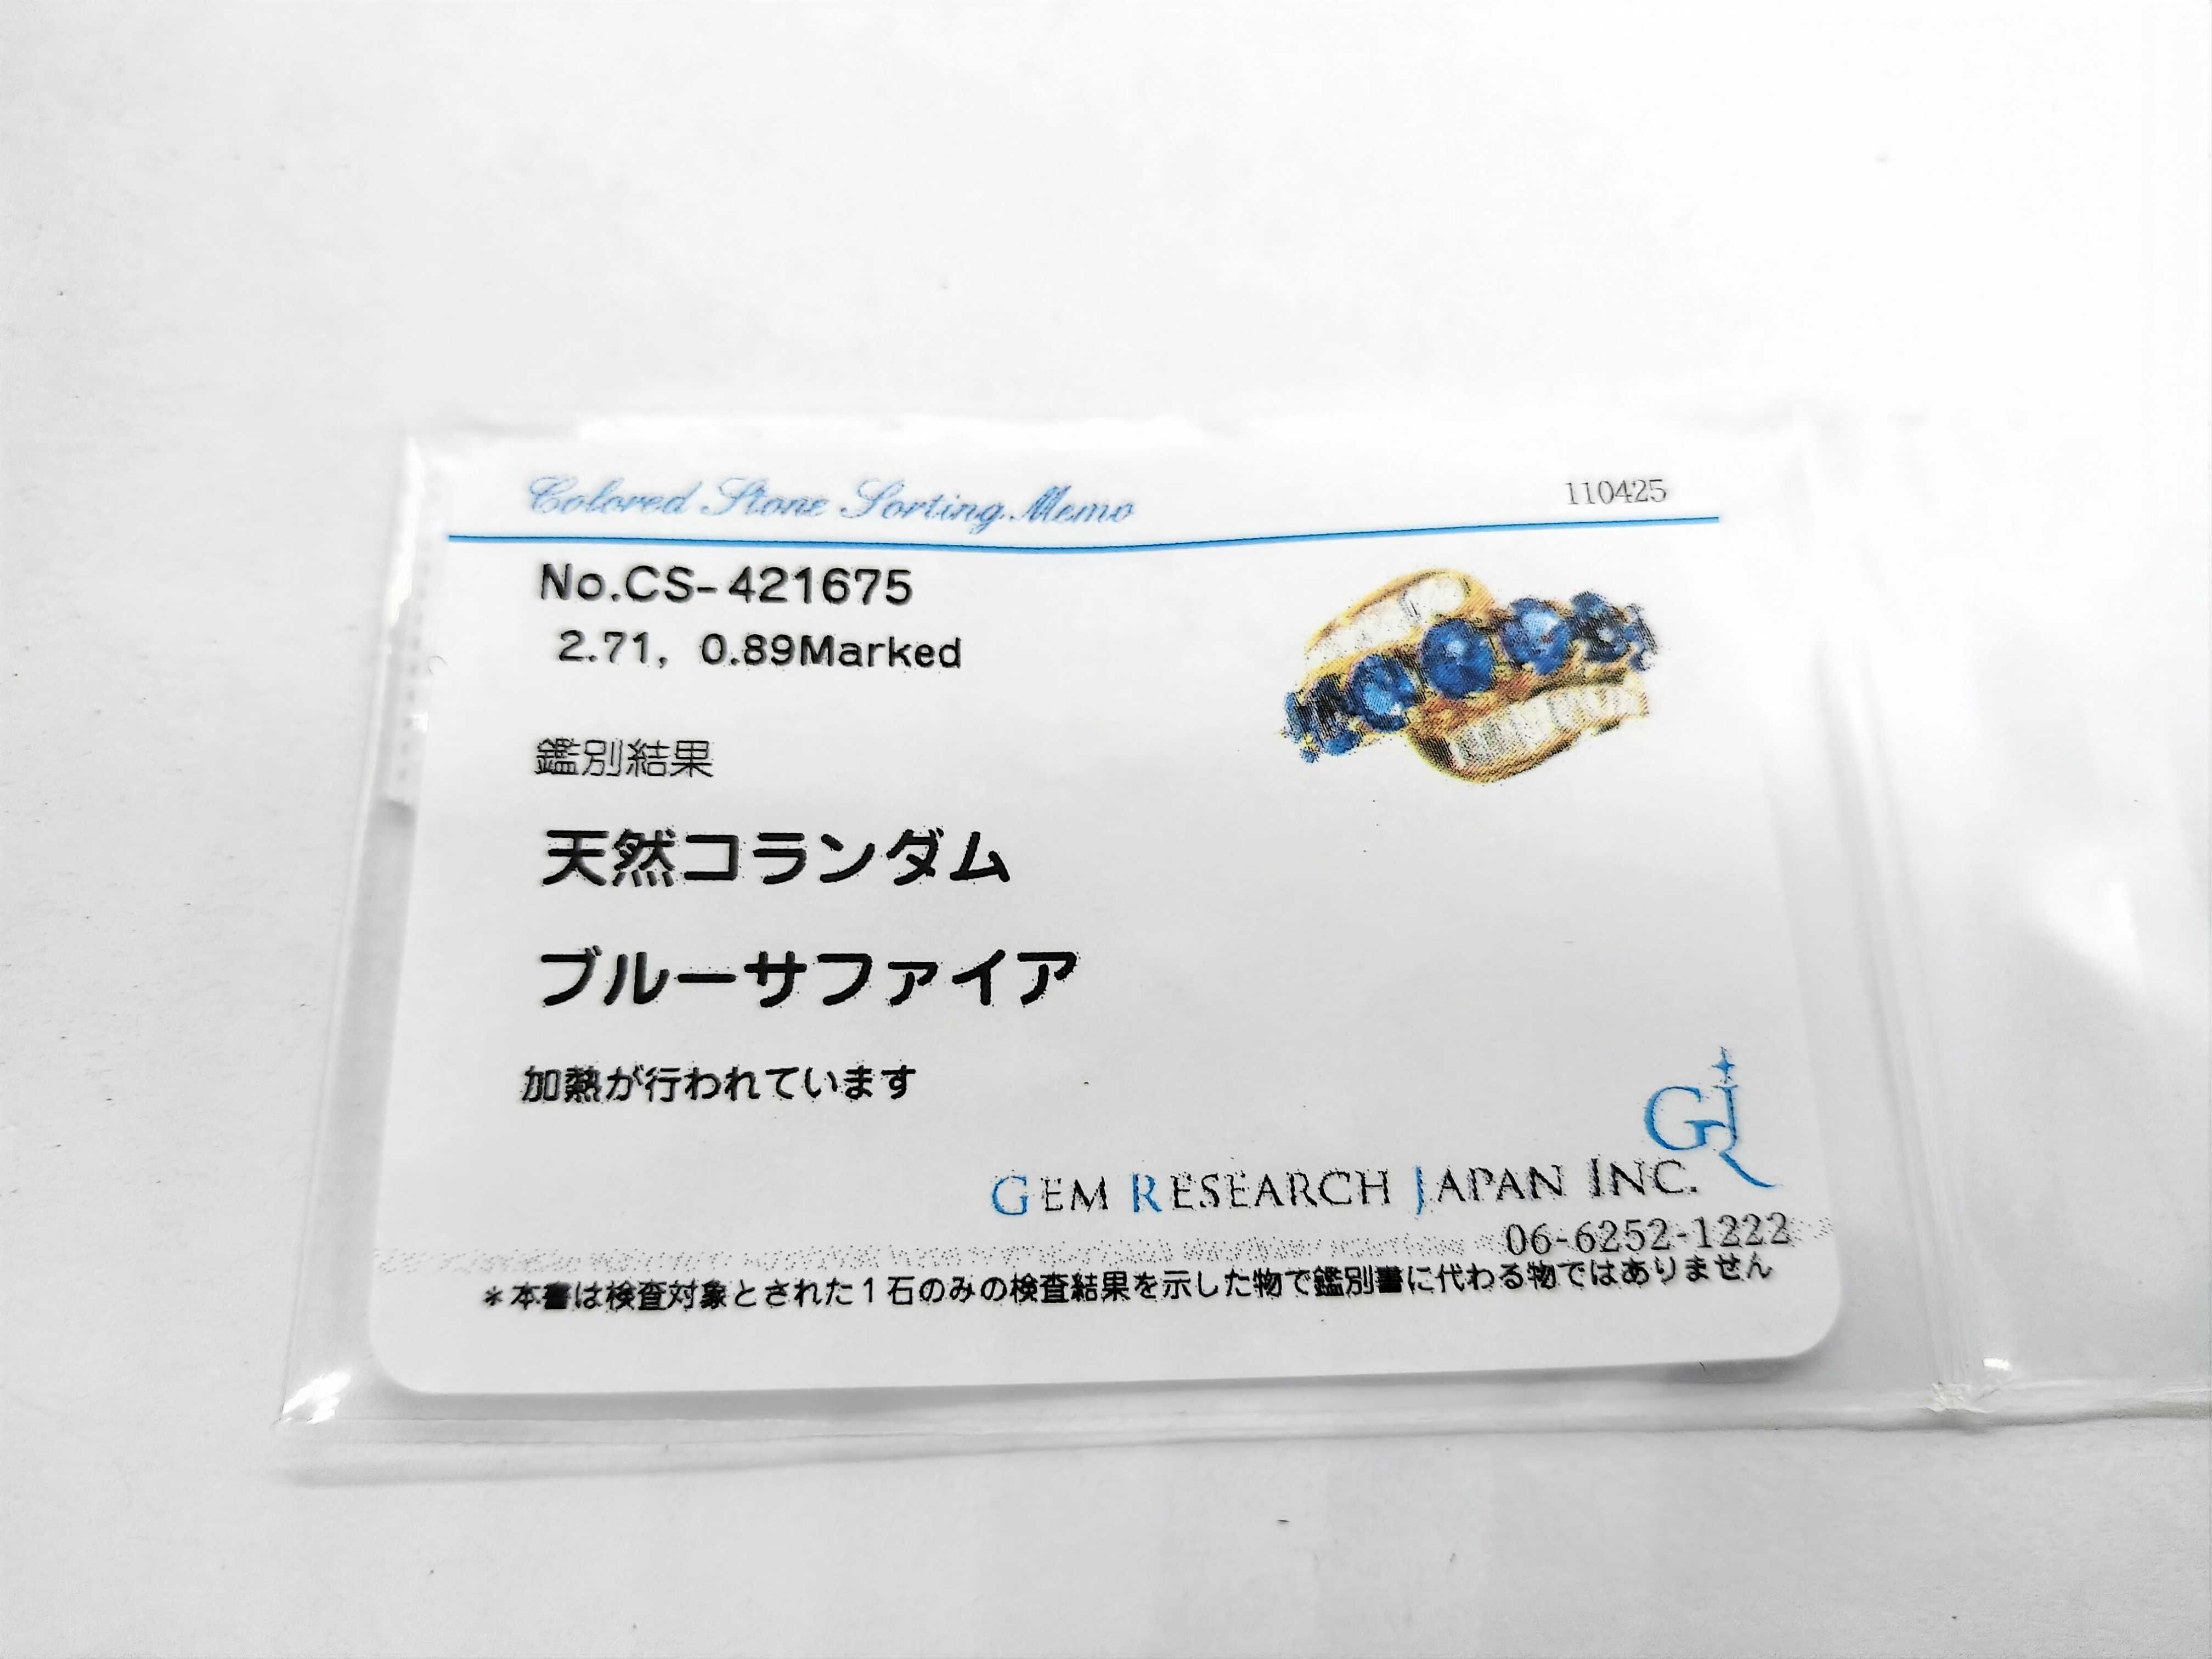 Colored Stone Sorting Memo
110425
No.CS-421675
2.71, 0.89Marked
鑑別結果
天然コランダム
ブルーサファイア
加熱が行われています
GJR
GEM RESEARCH JAPAN INC.
06-6252-1222
*本書は検査対象とされた1石のみの検査結果を示した物で鑑別書に代わる物ではありません